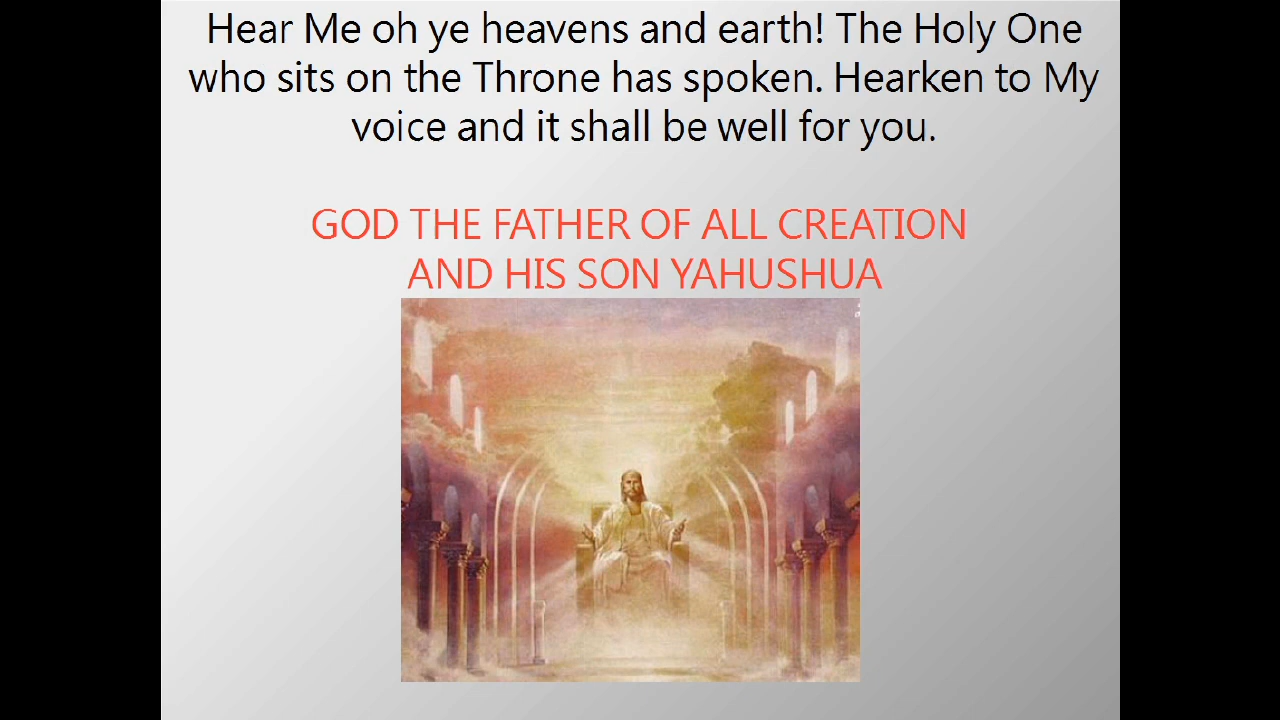 Hear Me oh ye heavens and earth! The Holy One
who sits on the Throne has spoken. Hearken to My
voice and it shall be well for you.
GOD THE FATHER OF ALL CREATION
AND HIS SON YAHUSHUA